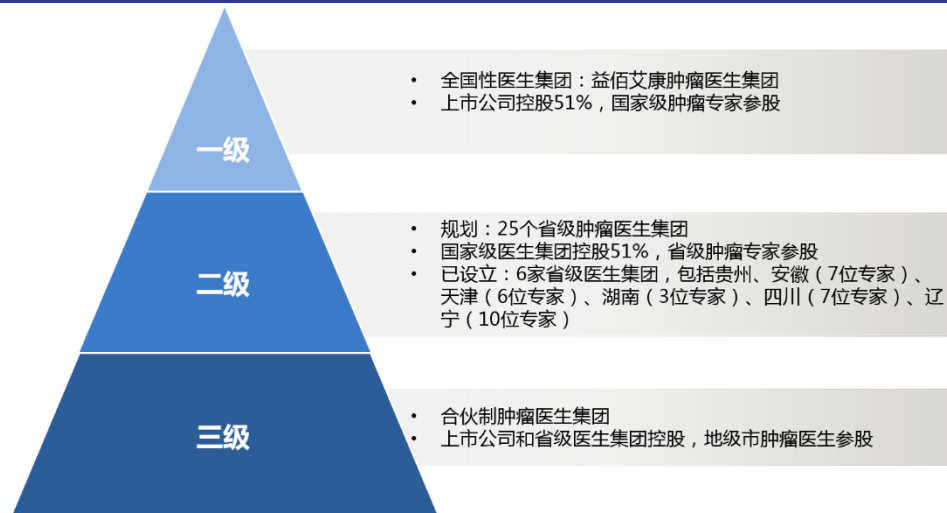 一级
• 全国性医生集团：益佰艾康肿瘤医生集团
• 上市公司控股51%，国家级肿瘤专家参股
二级
• 规划：25个省级肿瘤医生集团
• 国家级医生集团控股51%，省级肿瘤专家参股
• 已设立：6家省级医生集团，包括贵州、安徽（7位专家）、
天津（6位专家）、湖南（3位专家）、四川（7位专家）、辽
宁（10位专家）
三级
• 合伙制肿瘤医生集团
• 上市公司和省级医生集团控股，地级市肿瘤医生参股